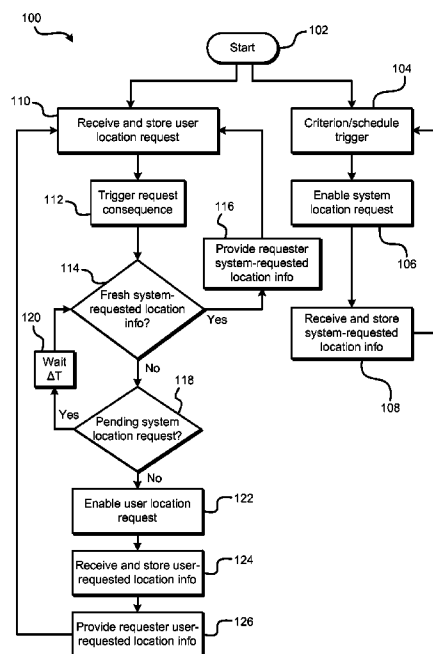 100
Start
102
110
Receive and store user
location request
Criterion/schedule
trigger
104
112
Trigger request
consequence
116
Provide requester
system-requested
location info
Enable system
location request
106
114
Fresh system-
requested location
info?
Yes
No
Receive and store
system-requested
location info
108
120
Wait
ΔT
Yes
118
Pending system
location request?
No
Enable user location
request
122
Receive and store user-
requested location info
124
Provide requester user-
requested location info
126